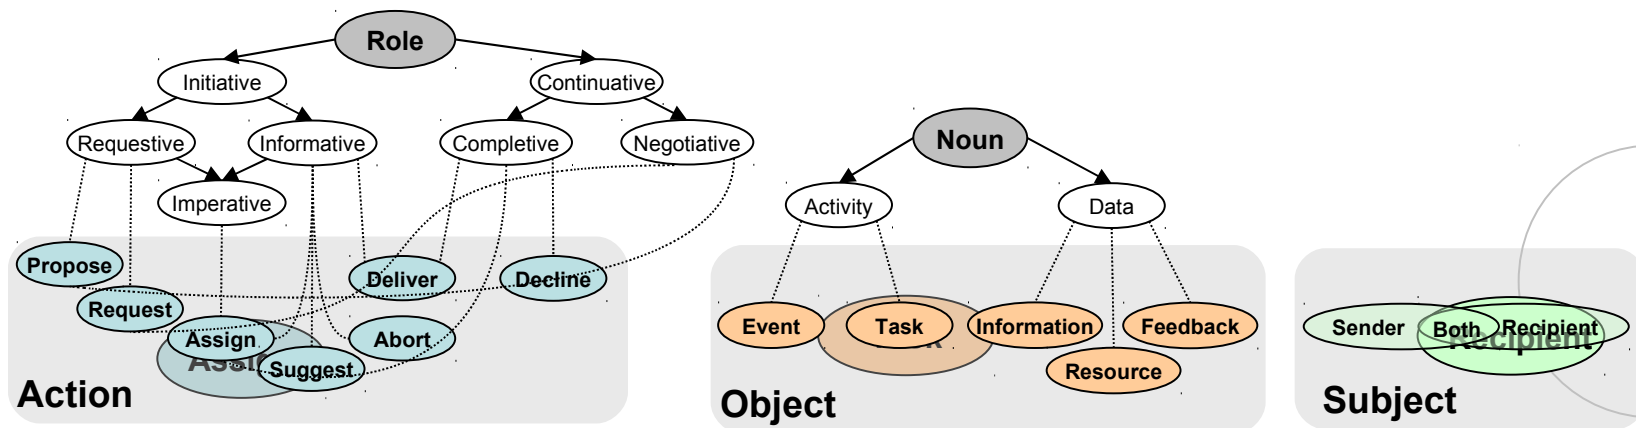 Role
Initiative
Continuative
Requestive
Informative
Completive
Negotiative
Imperative
Propose
Request
Assign
Suggest
Deliver
Abort
Decline
Action
Noun
Activity
Data
Event
Task
Information
Resource
Feedback
Object
Sender
Both
Recipient
Recipient
Subject